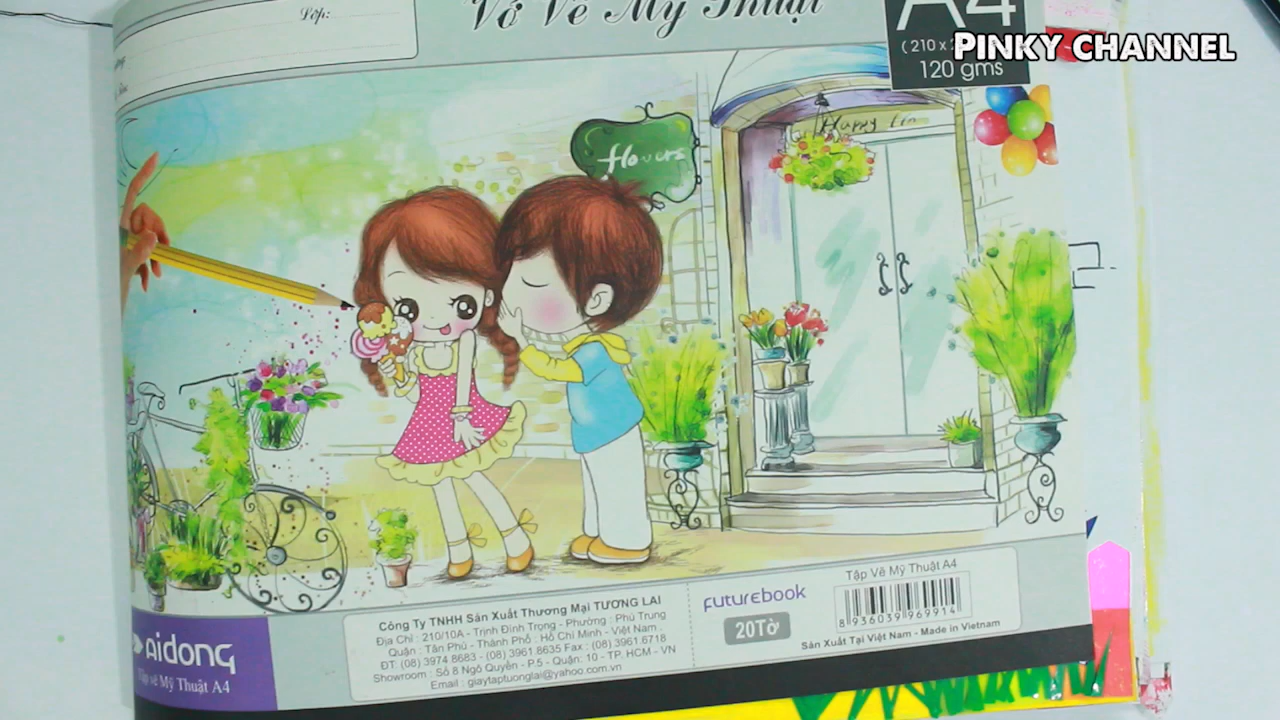 Lớp:
Vở Vẽ Mỹ Thuật
A4
120 gms
PINKY CHANNEL
flowers
Happy
Công Ty TNHH Sản Xuất Thương Mại TƯƠNG LAI
Địa Chỉ : 210/10A - Trịnh Đình Trọng - Phường : Phú Trung
Quận : Tân Phú - Thành Phố : Hồ Chí Minh - Việt Nam .
ĐT: (08) 3974.8683 - (08) 3961.8635 Fax : (08) 3961.6718
Showroom : Số 8 Ngô Quyền - P.5 - Quận: 10 - TP. HCM - VN
Email : giaytaptuonglai@yahoo.com.vn
Futurebook
20Tờ
Tập Vẽ Mỹ Thuật A4
8 936039 969914
Sản Xuất Tại Việt Nam - Made in Vietnam
Aidong
Tập vẽ Mỹ Thuật A4